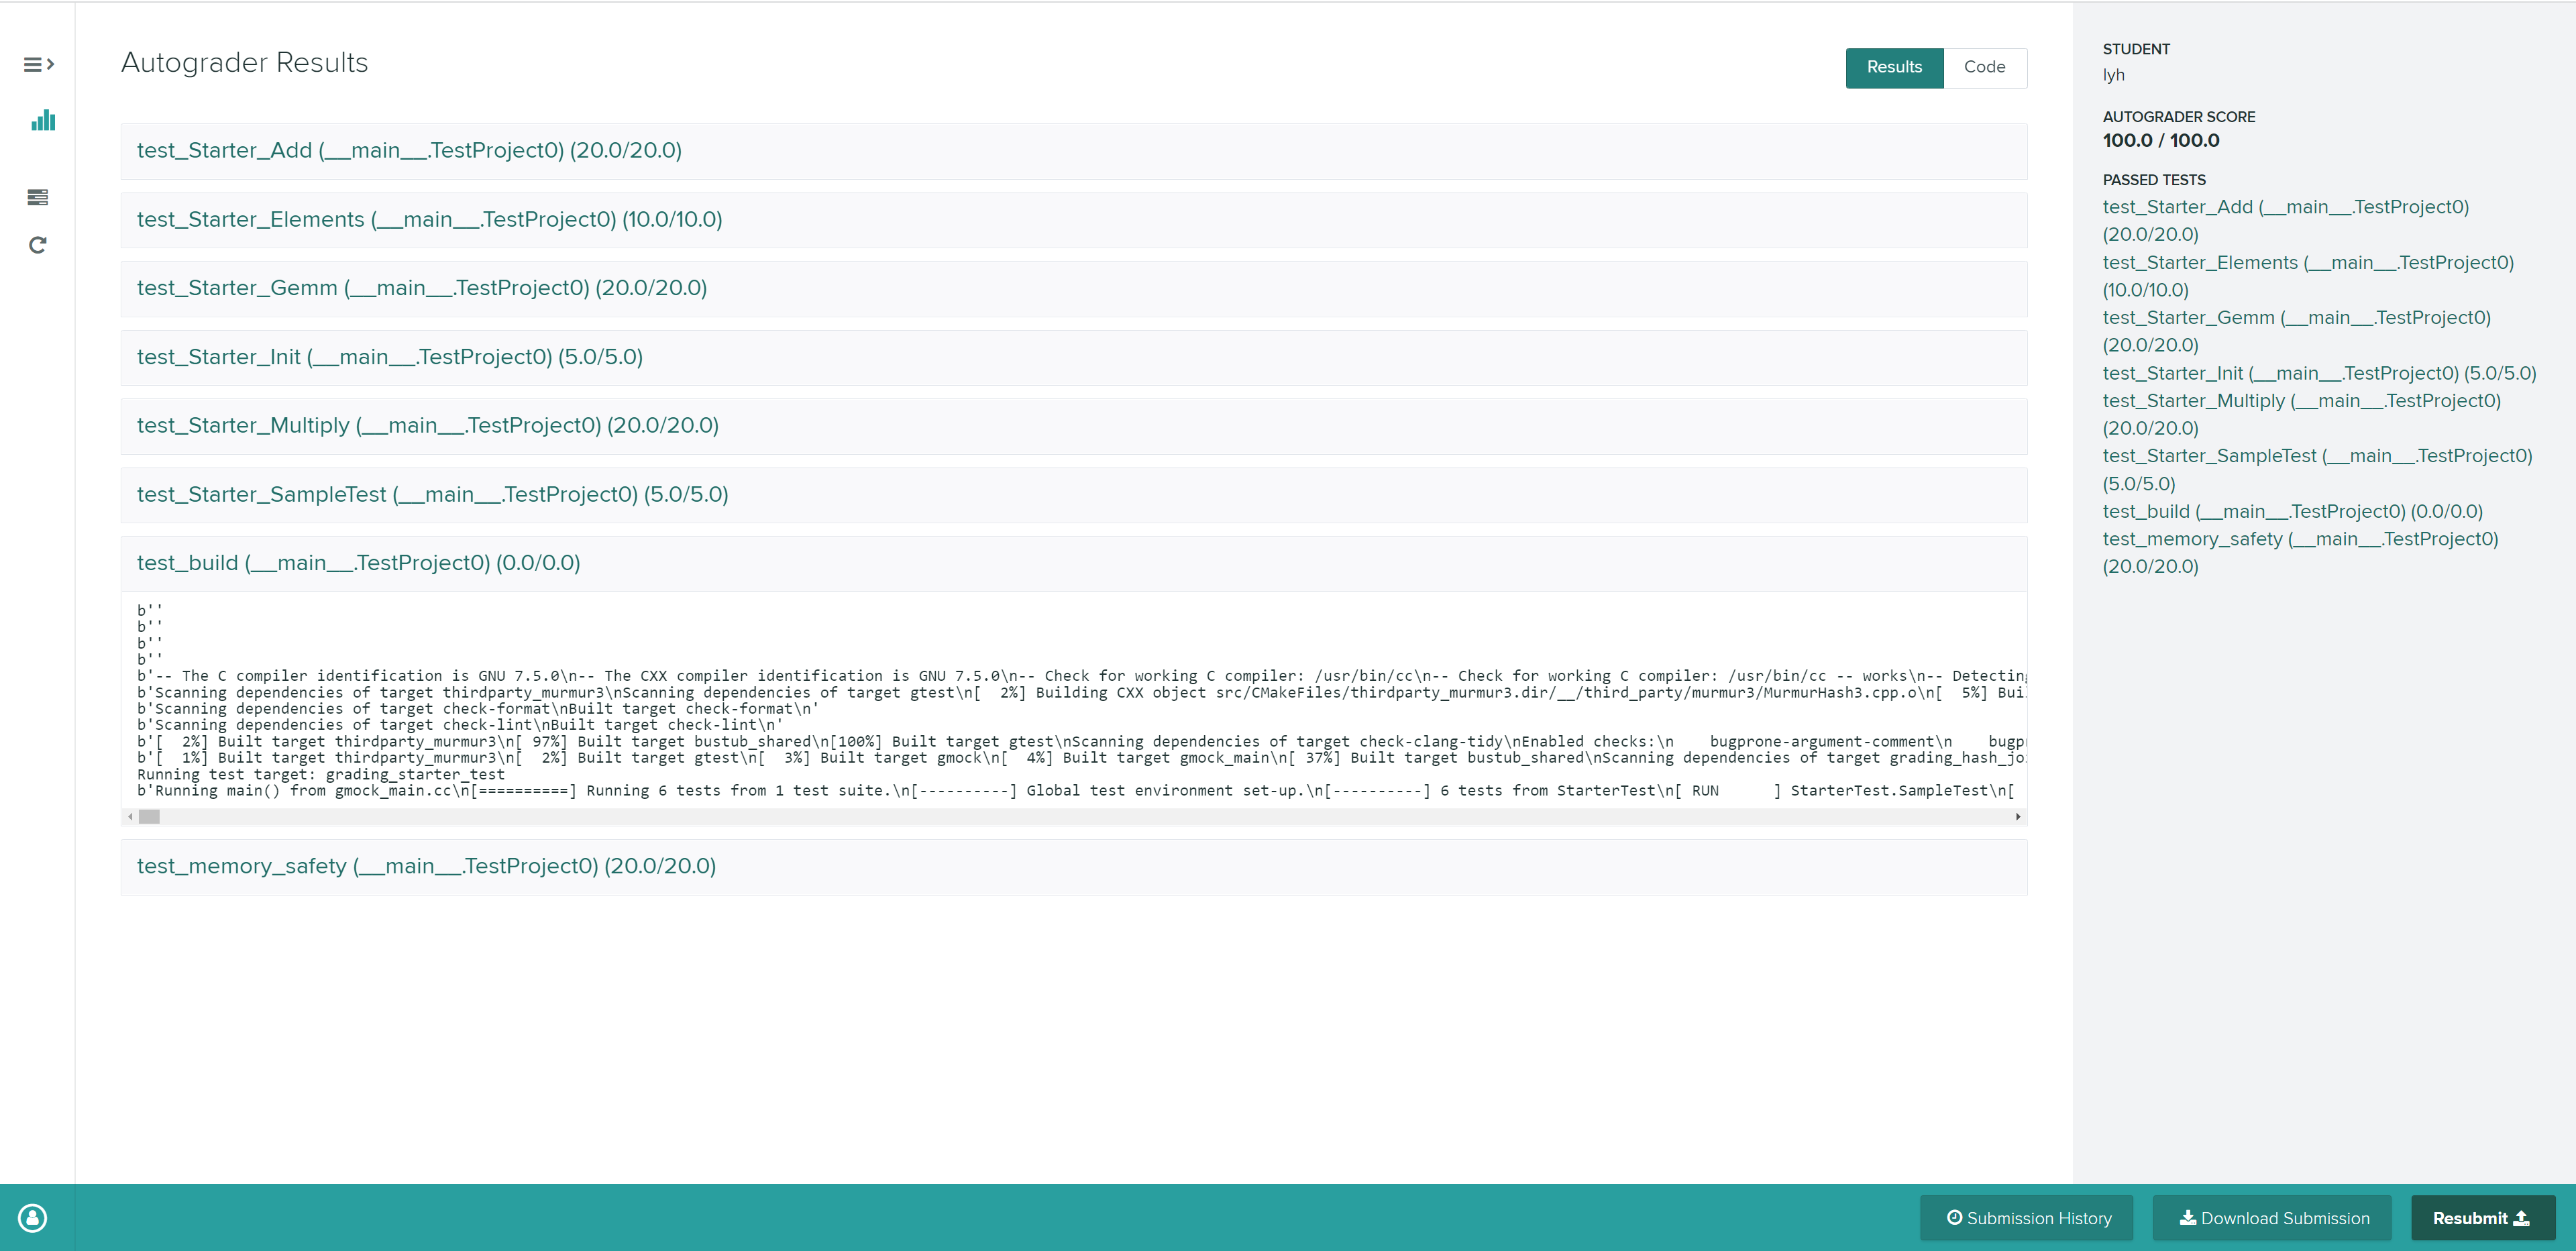 Autograder Results
Results
Code
test_Starter_Add (__main__.TestProject0) (20.0/20.0)
test_Starter_Elements (__main__.TestProject0) (10.0/10.0)
test_Starter_Gemm (__main__.TestProject0) (20.0/20.0)
test_Starter_Init (__main__.TestProject0) (5.0/5.0)
test_Starter_Multiply (__main__.TestProject0) (20.0/20.0)
test_Starter_SampleTest (__main__.TestProject0) (5.0/5.0)
test_build (__main__.TestProject0) (0.0/0.0)
b''
b''
b''
b''
b'-- The C compiler identification is GNU 7.5.0\n-- The CXX compiler identification is GNU 7.5.0\n-- Check for working C compiler: /usr/bin/cc\n-- Check for working C compiler: /usr/bin/cc -- works\n-- Detecting
b'Scanning dependencies of target thirdparty_murmur3\nScanning dependencies of target gtest\n[  2%] Building CXX object src/CMakeFiles/thirdparty_murmur3.dir/__/third_party/murmur3/MurmurHash3.cpp.o\n[  5%] Bui
b'Scanning dependencies of target check-format\nBuilt target check-format\n'
b'Scanning dependencies of target check-lint\nBuilt target check-lint\n'
b'[  2%] Built target thirdparty_murmur3\n[ 97%] Built target bustub_shared\n[100%] Built target gtest\nScanning dependencies of target check-clang-tidy\nEnabled checks:\n    bugprone-argument-comment\n    bugpr
b'[  1%] Built target thirdparty_murmur3\n[  2%] Built target gtest\n[  3%] Built target gmock\n[  4%] Built target gmock_main\n[ 37%] Built target bustub_shared\nScanning dependencies of target grading_hash_jo
Running test target: grading_starter_test
b'Running main() from gmock_main.cc\n[==========] Running 6 tests from 1 test suite.\n[----------] Global test environment set-up.\n[----------] 6 tests from StarterTest\n[ RUN      ] StarterTest.SampleTest\n[
test_memory_safety (__main__.TestProject0) (20.0/20.0)
STUDENT
lyh
AUTOGRADER SCORE
100.0 / 100.0
PASSED TESTS
test_Starter_Add (__main__.TestProject0)
(20.0/20.0)
test_Starter_Elements (__main__.TestProject0)
(10.0/10.0)
test_Starter_Gemm (__main__.TestProject0)
(20.0/20.0)
test_Starter_Init (__main__.TestProject0) (5.0/5.0)
test_Starter_Multiply (__main__.TestProject0)
(20.0/20.0)
test_Starter_SampleTest (__main__.TestProject0)
(5.0/5.0)
test_build (__main__.TestProject0) (0.0/0.0)
test_memory_safety (__main__.TestProject0)
(20.0/20.0)
Submission History
Download Submission
Resubmit